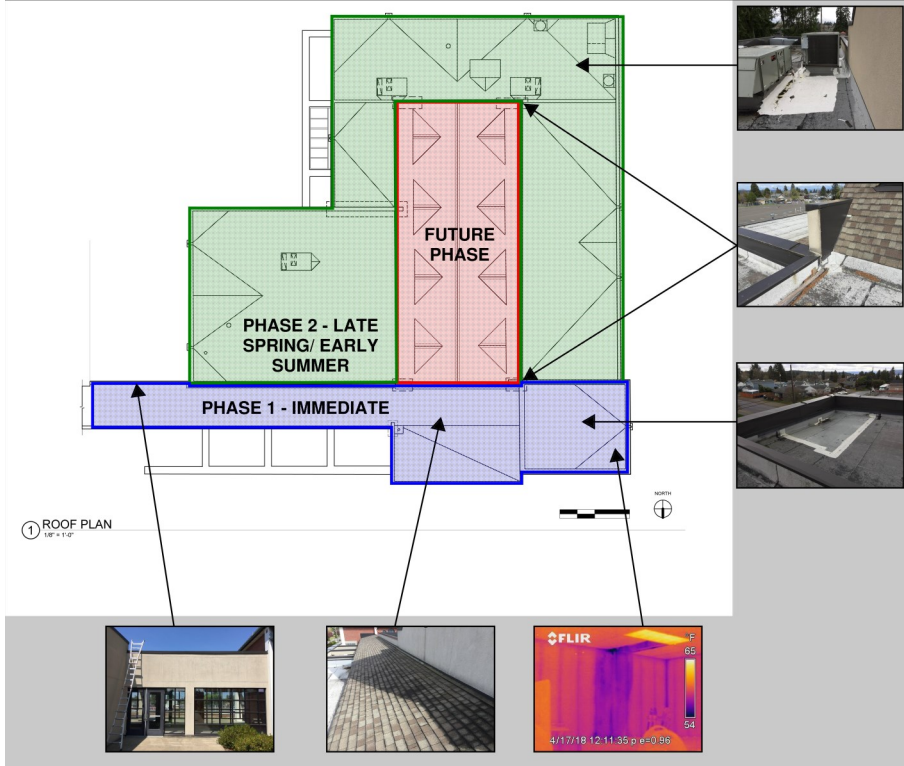 FUTURE
PHASE
PHASE 2 - LATE
SPRING/ EARLY
SUMMER
PHASE 1 - IMMEDIATE
NORTH
1 ROOF PLAN
1/8" = 1'-0"
FLIR
°F
65
54
4/17/18 12:11:35 p e=0.96